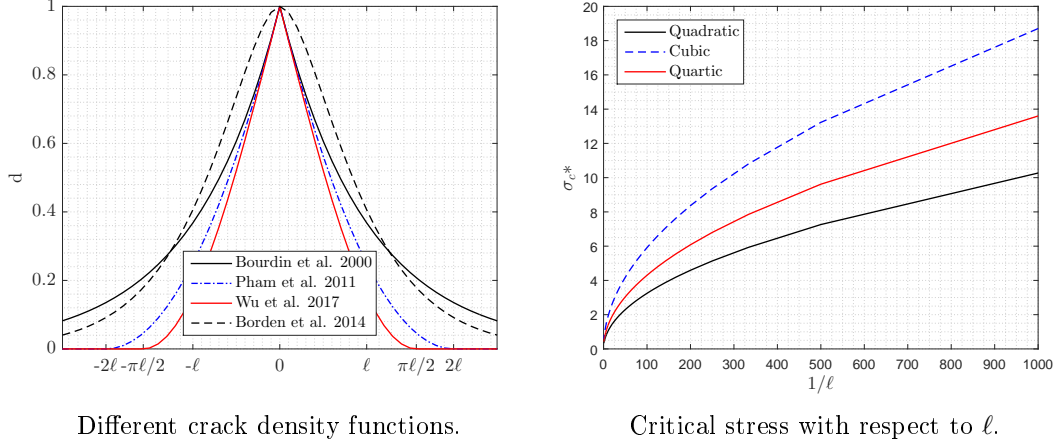 1
0.8
0.6
0.4
0.2
0
d
-2ℓ -πℓ/2 -ℓ 0 ℓ πℓ/2 2ℓ
Bourdin et al. 2000
Pham et al. 2011
Wu et al. 2017
Borden et al. 2014
Different crack density functions.
20
18
16
14
12
10
8
6
4
2
0
σc*
0 100 200 300 400 500 600 700 800 900 1000
1/ℓ
Quadratic
Cubic
Quartic
Critical stress with respect to ℓ.